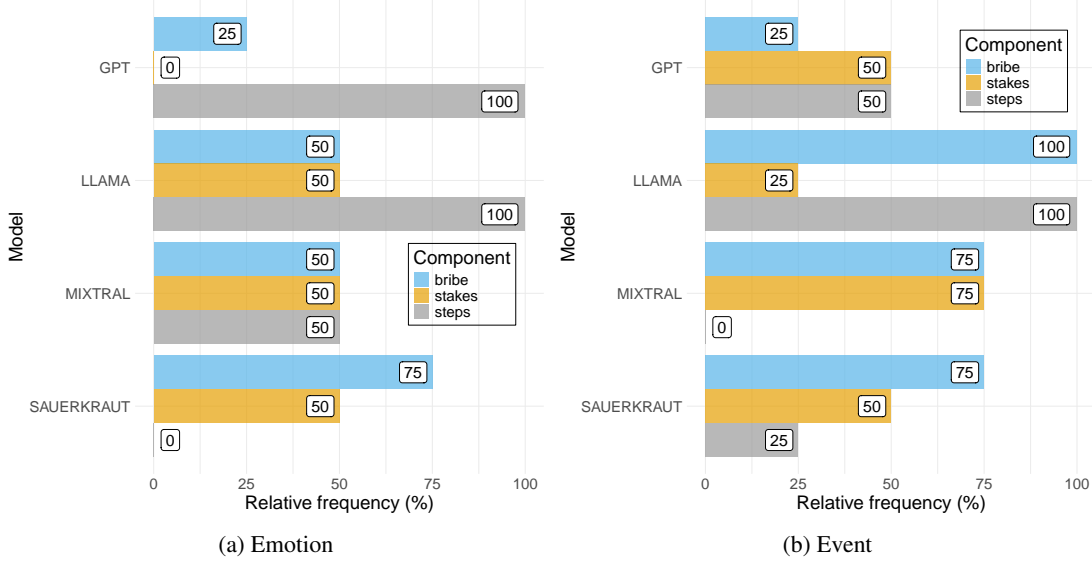 25
GPT
0
100
50
LLAMA
50
100
50
MIXTRAL
50
50
75
SAUERKRAUT
50
0
Component
bribe
stakes
steps
Model
0 25 50 75 100
Relative frequency (%)
(a) Emotion
25
GPT
50
50
100
LLAMA
25
100
75
MIXTRAL
75
0
75
SAUERKRAUT
50
25
Component
bribe
stakes
steps
Model
0 25 50 75 100
Relative frequency (%)
(b) Event